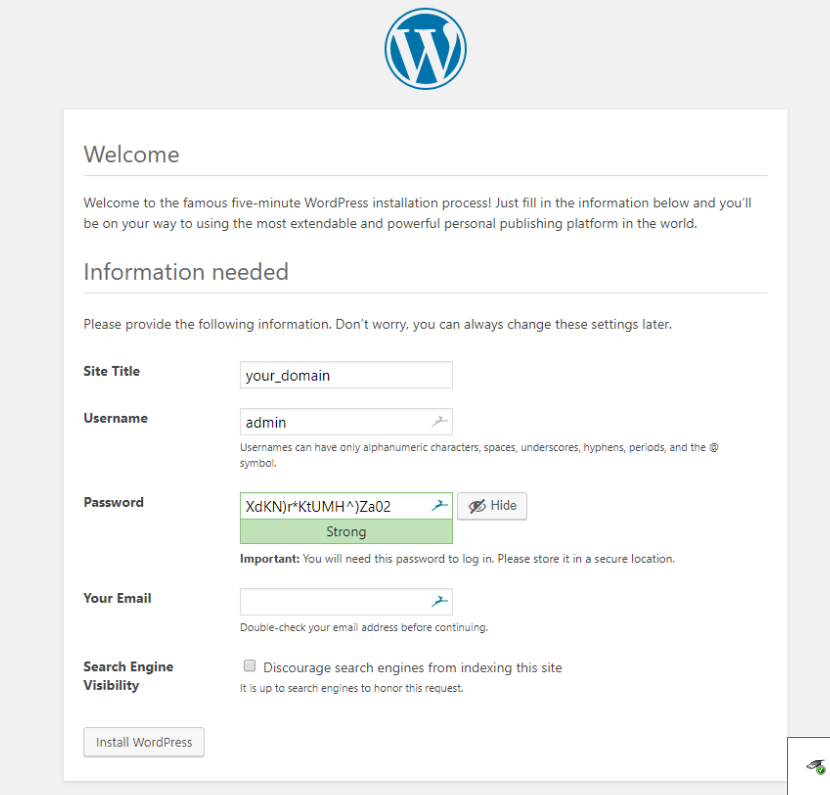 Welcome
Welcome to the famous five-minute WordPress installation process! Just fill in the information below and you’ll
be on your way to using the most extendable and powerful personal publishing platform in the world.
Information needed
Please provide the following information. Don’t worry, you can always change these settings later.
Site Title
your_domain
Username
admin
Usernames can have only alphanumeric characters, spaces, underscores, hyphens, periods, and the @
symbol.
Password
XdKN)r*KtUMH^)Za02
Hide
Strong
Important: You will need this password to log in. Please store it in a secure location.
Your Email
Double-check your email address before continuing.
Search Engine
Visibility
Discourage search engines from indexing this site
It is up to search engines to honor this request.
Install WordPress